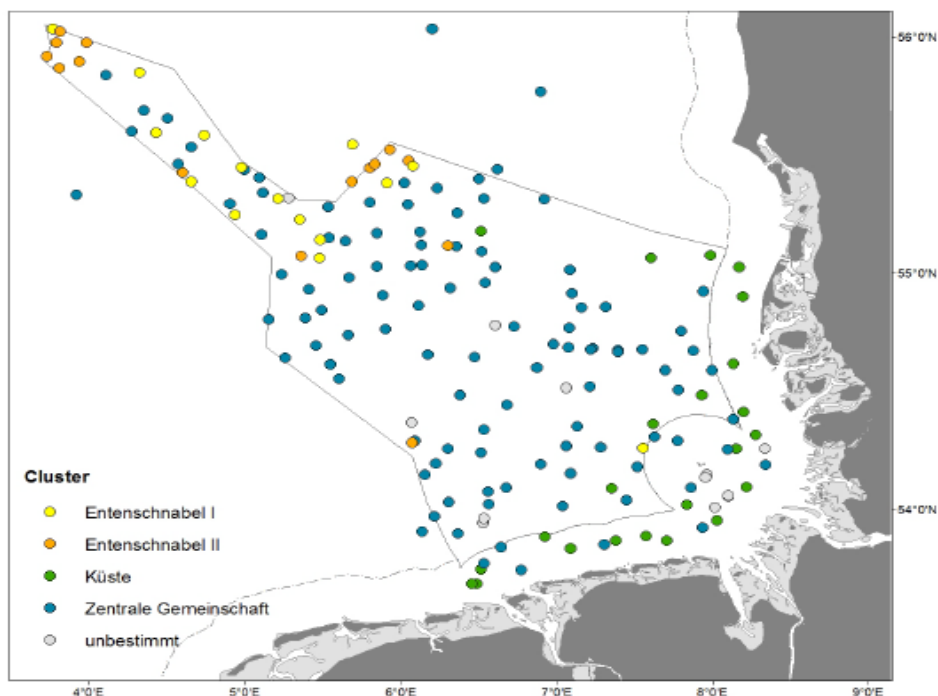 56°0'N
55°0'N
54°0'N
Cluster
Entenschnabel I
Entenschnabel II
Küste
Zentrale Gemeinschaft
unbestimmt
4°0'E 5°0'E 6°0'E 7°0'E 8°0'E 9°0'E